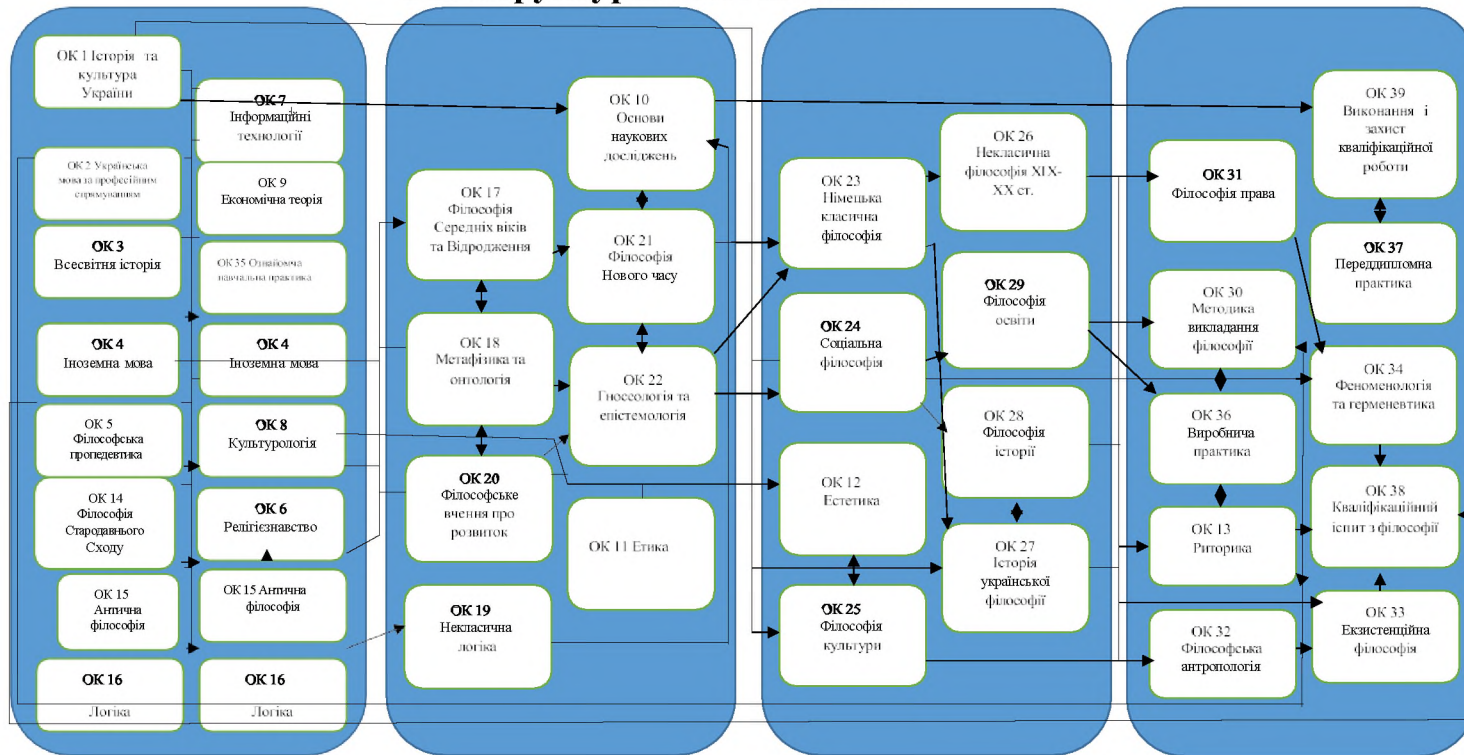 ОК 1 Історія та
культура
України
ОК 2 Українська
мова за професійним
спрямуванням
ОК 3
Всесвітня історія
ОК 4
Іноземна мова
ОК 5
Філософська
пропедевтика
ОК 14
Філософія
Стародавнього
Сходу
ОК 15
Антична
філософія
ОК 16
Логіка
ОК 7
Інформаційні
технології
ОК 9
Економічна теорія
ОК 35 Ознайомча
навчальна практика
ОК 4
Іноземна мова
ОК 8
Культурологія
ОК 6
Релігієзнавство
ОК 15 Антична
філософія
ОК 16
Логіка
ОК 17
Філософія
Середніх віків
та Відродження
ОК 18
Метафізика та
онтологія
ОК 20
Філософське
вчення про
розвиток
ОК 19
Некласична
логіка
ОК 10
Основи
наукових
досліджень
ОК 21
Філософія
Нового часу
ОК 22
Гноссологія та
епістемологія
ОК 11 Етика
ОК 23
Німецька
класична
філософія
ОК 24
Соціальна
філософія
ОК 12
Естетика
ОК 25
Філософія
культури
ОК 26
Некласична
філософія XIX-
XX ст.
ОК 29
Філософія
освіти
ОК 28
Філософія
історії
ОК 27
Історія
української
філософії
ОК 31
Філософія права
ОК 30
Методика
викладання
філософії
ОК 36
Виробнича
практика
ОК 13
Риторика
ОК 32
Філософська
антропологія
ОК 39
Виконання і
захист
кваліфікаційної
роботи
ОК 37
Переддипломна
практика
ОК 34
Феноменологія
та герменевтика
ОК 38
Кваліфікаційний
іспит з філософії
ОК 33
Екзистенційна
філософія